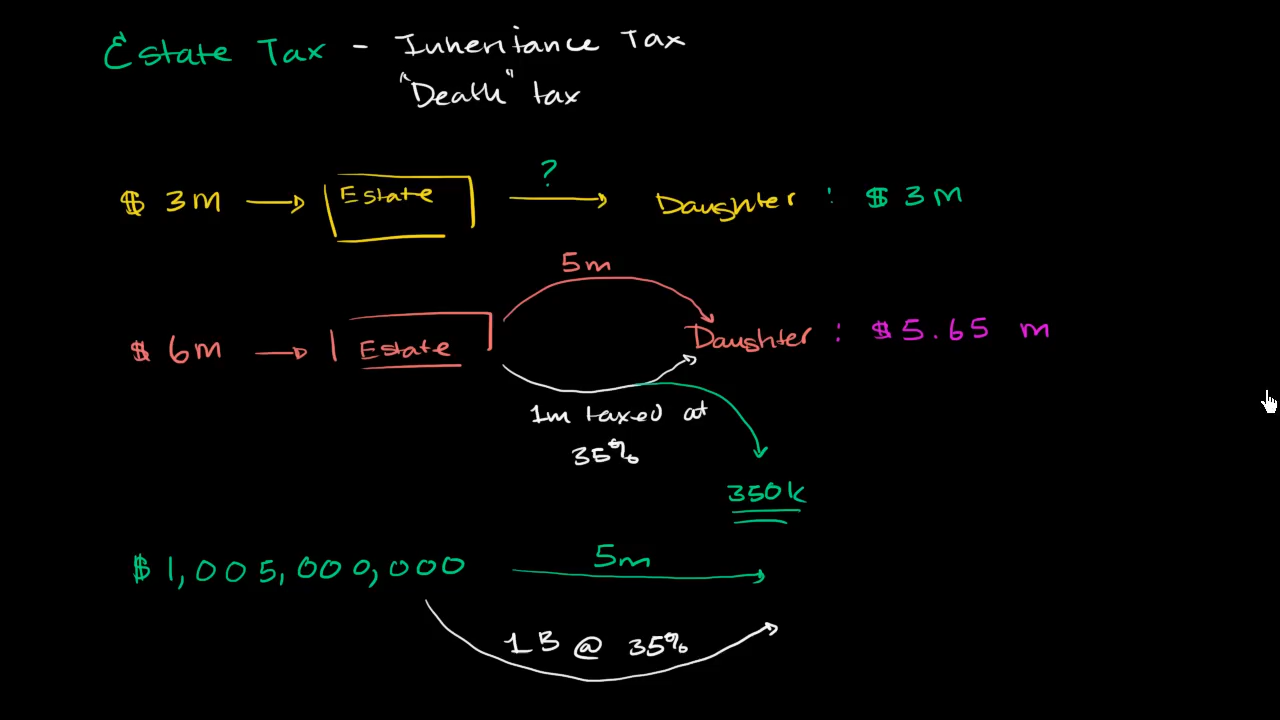 Estate Tax - Inheritance Tax
"Death" tax
?
$ 3M Estate Daughter : $ 3M
5m
$ 6M Estate Daughter : $5.65 m
1m taxed at
35%
350k
$1,005,000,000 5m
1B @ 35%